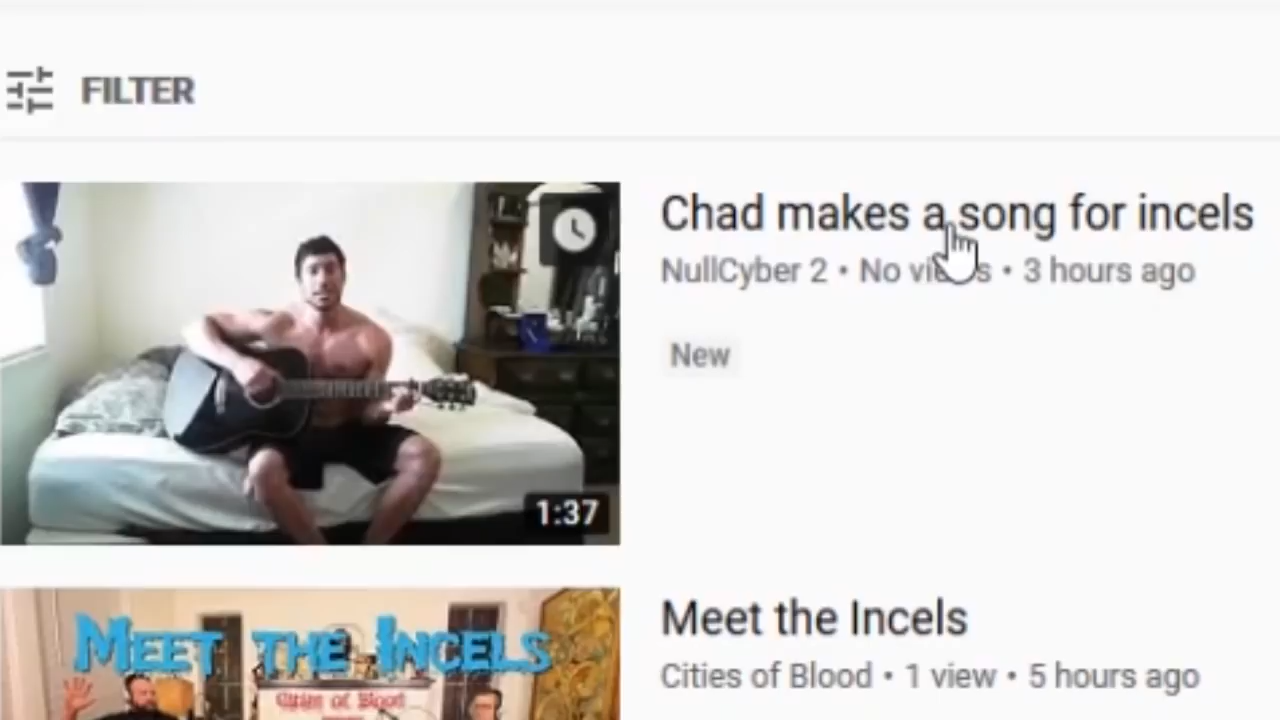 FILTER
Chad makes a song for incels
NullCyber 2 • No views • 3 hours ago
New
1:37
MEET THE INCELS
Cities of Blood
Meet the Incels
Cities of Blood • 1 view • 5 hours ago